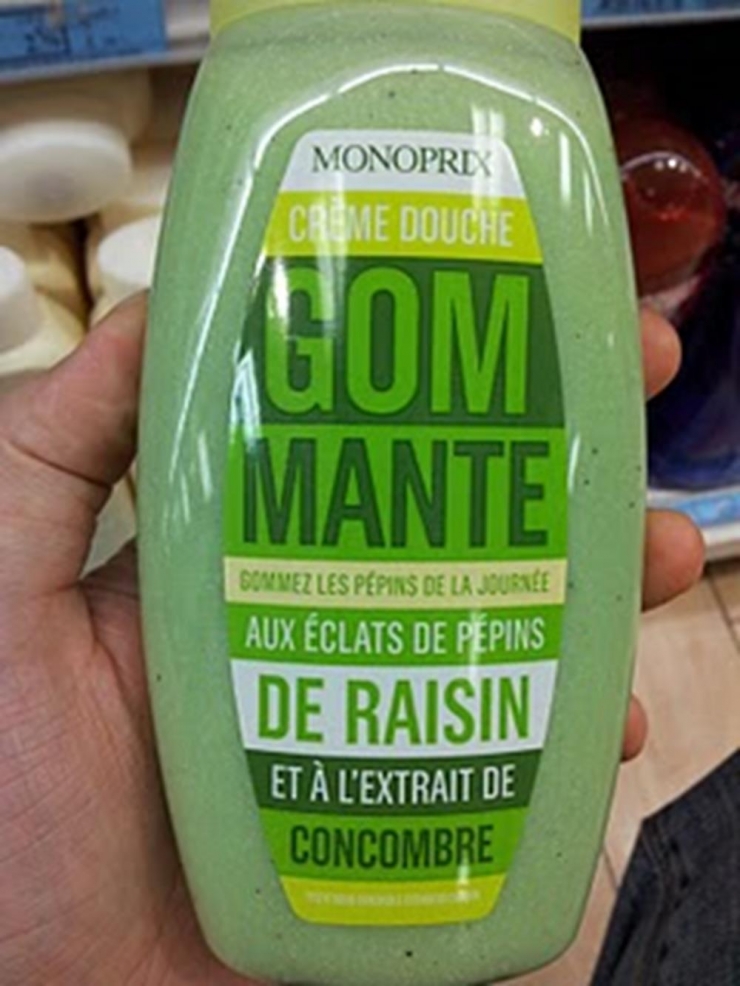 MONOPRIX
CRÈME DOUCHE
GOM
MANTE
GOMMEZ LES PÉPINS DE LA JOURNÉE
AUX ÉCLATS DE PÉPINS
DE RAISIN
ET À L'EXTRAIT DE
CONCOMBRE